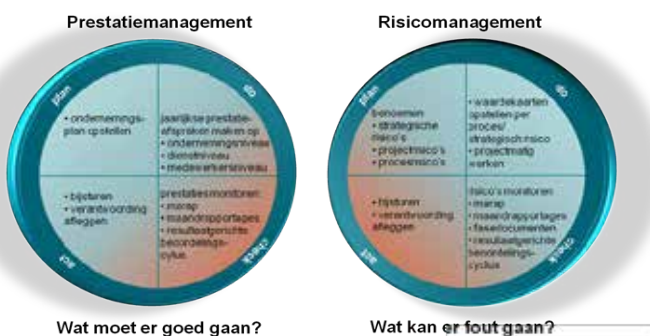 Prestatiemanagement
plan
do
• ondernemings-
plan opstellen
jaarlijkse prestatie-
afspraken maken op
• ondernemingsniveau
• dienstniveau
• medewerkersniveau
• bijsturen
• verantwoording
afleggen
prestaties monitoren
• marap
• maandrapportages
• resultaatgerichte
beoordelings-
cyclus
act
check
Wat moet er goed gaan?
Risicomanagement
plan
do
benoemen
• strategische
risico's
• projectrisico's
• procesrisico's
• waardekaarten
opstellen per
proces/
strategisch risico
• projectmatig
werken
• bijsturen
• verantwoording
afleggen
risico's monitoren
• marap
• maandrapportages
• fasedocumenten
• resultaatgerichte
beoordelings-
cyclus
act
check
Wat kan er fout gaan?